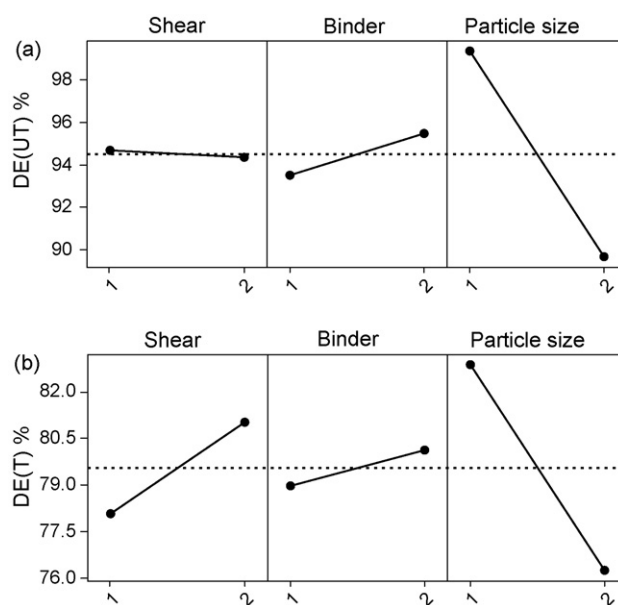 Shear Binder Particle size
(a)
DE(UT) %
98
96
94
92
90
1 2 1 2 1 2
Shear Binder Particle size
(b)
DE(T) %
82.0
80.5
79.0
77.5
76.0
1 2 1 2 1 2